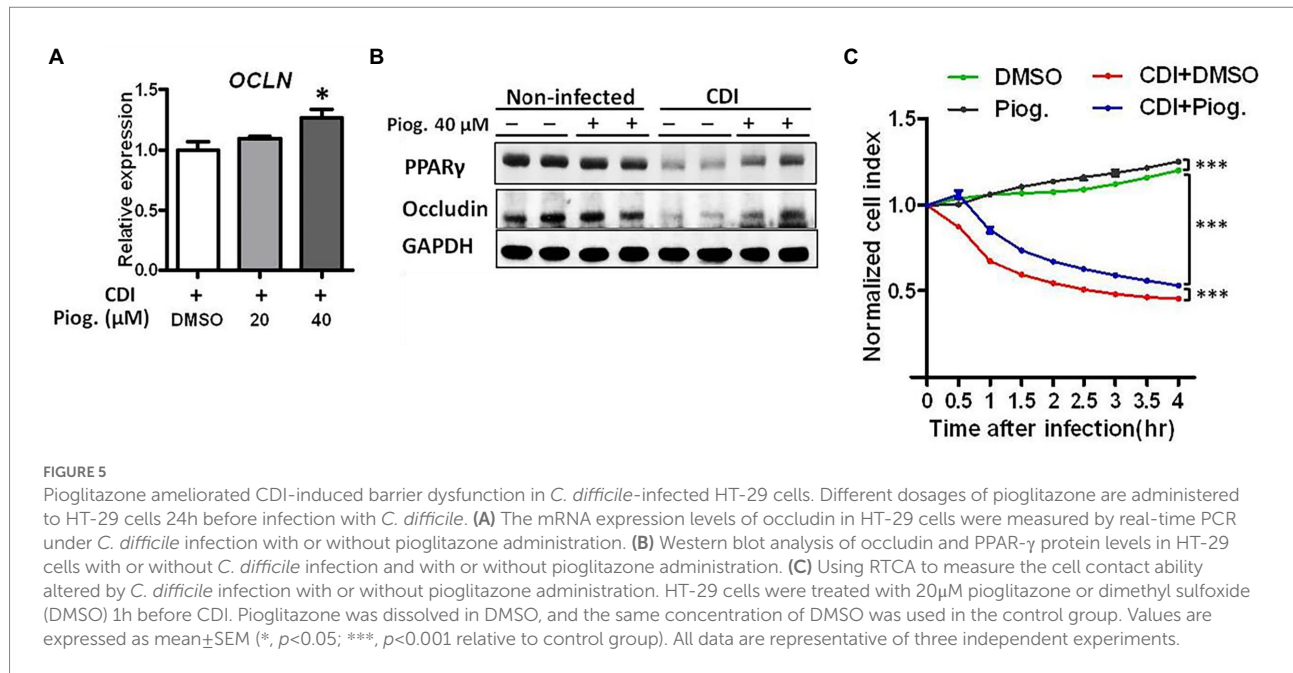 A
OCLN
Relative expression
1.5
1.0
0.5
0.0
*
CDI + + +
Piog. (µM) DMSO 20 40
B
Non-infected CDI
Piog. 40 µM – – + + – – + +
PPARγ
Occludin
GAPDH
C
DMSO CDI+DMSO
Piog. CDI+Piog.
Normalized cell index
1.5
1.0
0.5
***
***
***
0 0.5 1 1.5 2 2.5 3 3.5 4
Time after infection(hr)
FIGURE 5
Pioglitazone ameliorated CDI-induced barrier dysfunction in C. difficile-infected HT-29 cells. Different dosages of pioglitazone are administered
to HT-29 cells 24h before infection with C. difficile. (A) The mRNA expression levels of occludin in HT-29 cells were measured by real-time PCR
under C. difficile infection with or without pioglitazone administration. (B) Western blot analysis of occludin and PPAR-γ protein levels in HT-29
cells with or without C. difficile infection and with or without pioglitazone administration. (C) Using RTCA to measure the cell contact ability
altered by C. difficile infection with or without pioglitazone administration. HT-29 cells were treated with 20µM pioglitazone or dimethyl sulfoxide
(DMSO) 1h before CDI. Pioglitazone was dissolved in DMSO, and the same concentration of DMSO was used in the control group. Values are
expressed as mean±SEM (*, p<0.05; ***, p<0.001 relative to control group). All data are representative of three independent experiments.